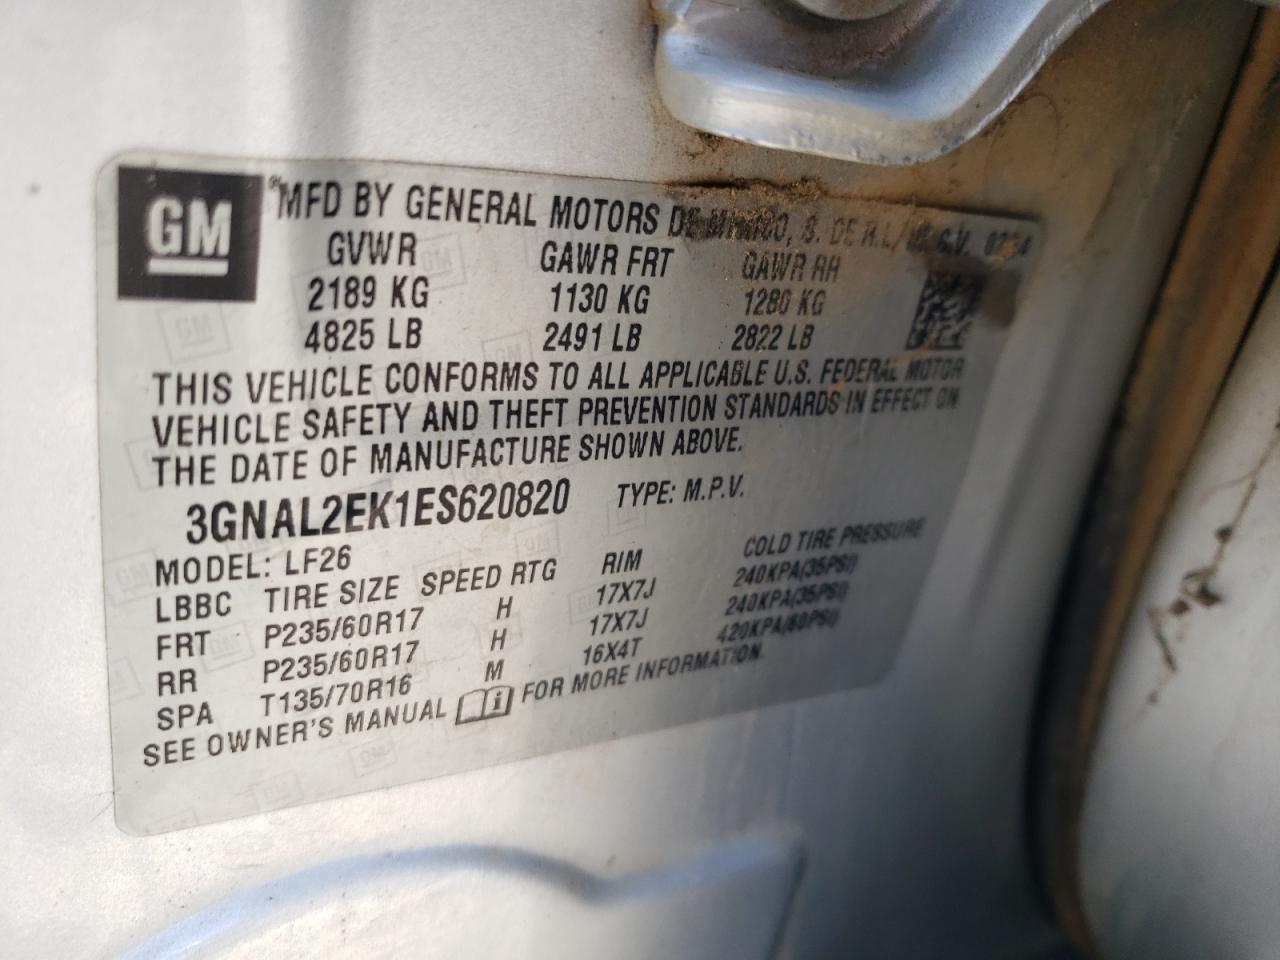 GM
MFD BY GENERAL MOTORS DE MEXICO, S. DE R.L/ C.V.
GVWR GAWR FRT GAWR RR
2189 KG 1130 KG 1280 KG
4825 LB 2491 LB 2822 LB
THIS VEHICLE CONFORMS TO ALL APPLICABLE U.S. FEDERAL MOTOR
VEHICLE SAFETY AND THEFT PREVENTION STANDARDS IN EFFECT ON
THE DATE OF MANUFACTURE SHOWN ABOVE.
3GNAL2EK1ES620820 TYPE: M.P.V.
MODEL: LF26
LBBC TIRE SIZE SPEED RTG RIM COLD TIRE PRESSURE
FRT P235/60R17 H 17X7J 240KPA(35PSI)
RR P235/60R17 H 17X7J 240KPA(35PSI)
SPA T135/70R16 M 16X4T 420KPA(60PSI)
SEE OWNER'S MANUAL FOR MORE INFORMATION.